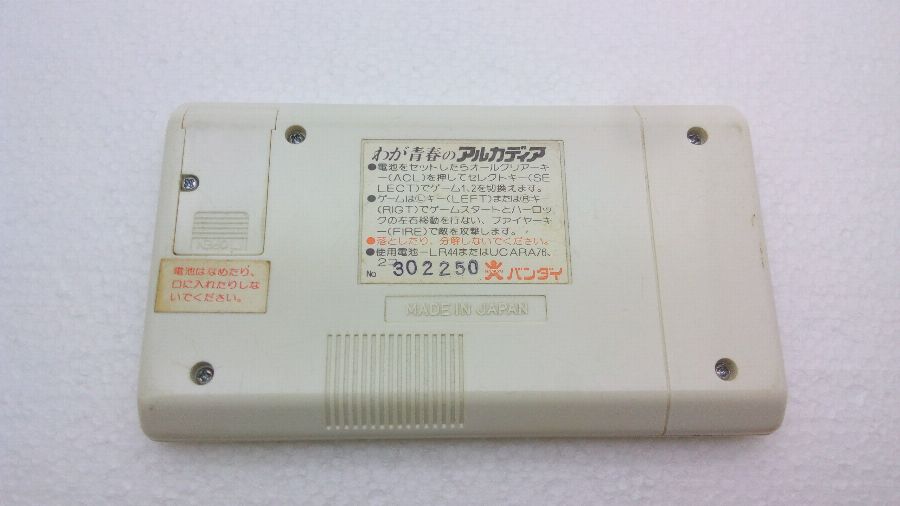 わが青春のアルカディア
●電池をセットしたらオールクリアーキ
ー(ACL)を押してセレクトキー(SE
LECT)でゲーム1、2を切換えます。
●ゲームはⓁキー(LEFT)またはⓇキー
(RIGT)でゲームスタートとハーロッ
クの左右移動を行ない、ファイヤーキ
ー(FIRE)で敵を攻撃します。
●落としたり、分解しないでください。
●使用電池—LR44またはUCARA76、
2コ
No 302250 バンダイ
電池はなめたり、
口に入れたりしな
いでください。
MADE IN JAPAN
OPEN